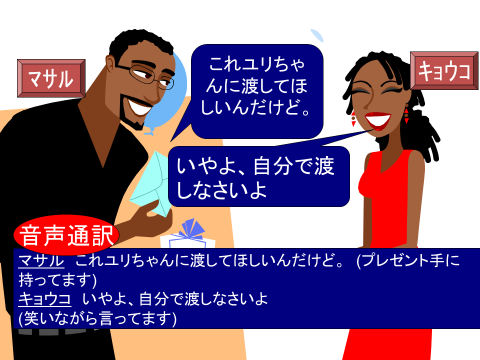 マサル
キョウコ
これユリちゃ
んに渡してほ
しいんだけど。
いやよ、自分で渡
しなさいよ
音声通訳
マサル　これユリちゃんに渡してほしいんだけど。（プレゼント手に
持ってます）
キョウコ　いやよ、自分で渡しなさいよ
（笑いながら言ってます）